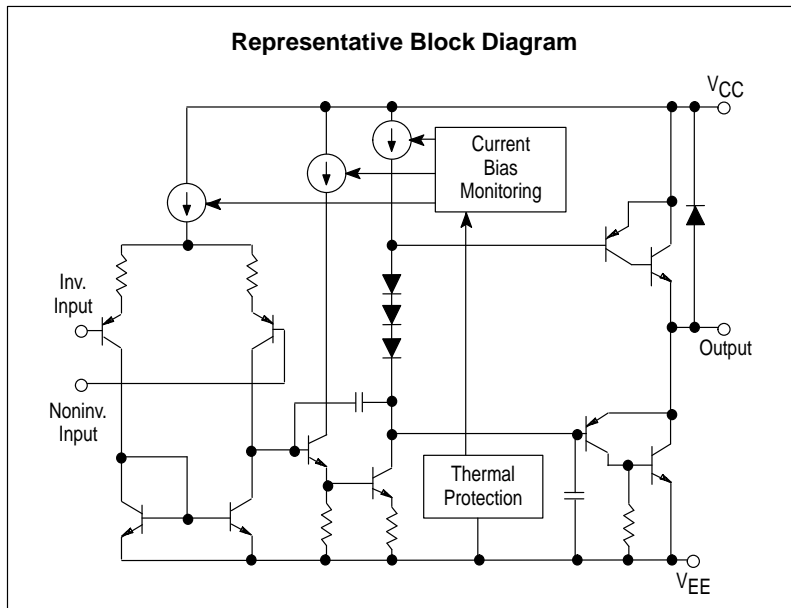 Representative Block Diagram
VCC
Current
Bias
Monitoring
Inv.
Input
Output
Noninv.
Input
Thermal
Protection
VEE